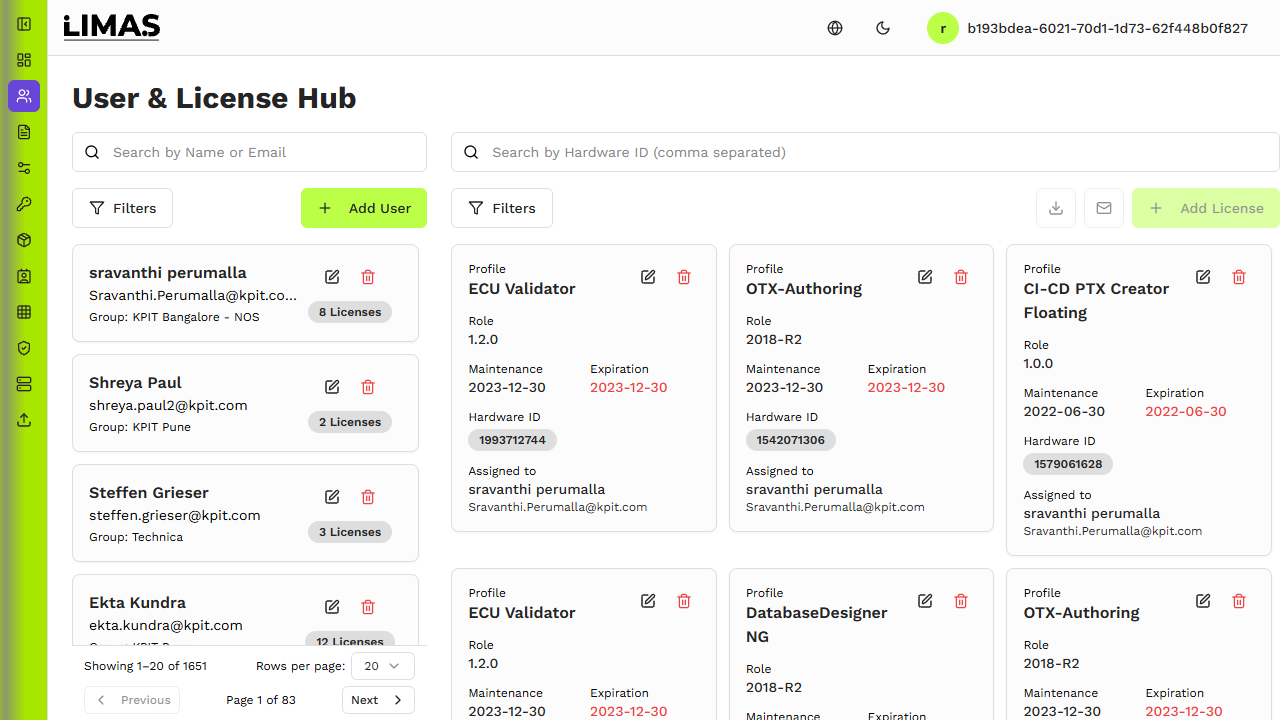 LIMAS
r
b193bdea-6021-70d1-1d73-62f448b0f827
User & License Hub
Search by Name or Email
Filters
Add User
sravanthi perumalla
Sravanthi.Perumalla@kpit.co...
Group: KPIT Bangalore - NOS
8 Licenses
Shreya Paul
shreya.paul2@kpit.com
Group: KPIT Pune
2 Licenses
Steffen Grieser
steffen.grieser@kpit.com
Group: Technica
3 Licenses
Ekta Kundra
ekta.kundra@kpit.com
12 Licenses
Showing 1–20 of 1651
Rows per page:
20
Previous
Page 1 of 83
Next
Search by Hardware ID (comma separated)
Filters
Add License
Profile
ECU Validator
Role
1.2.0
Maintenance
2023-12-30
Expiration
2023-12-30
Hardware ID
1993712744
Assigned to
sravanthi perumalla
Sravanthi.Perumalla@kpit.com
Profile
OTX-Authoring
Role
2018-R2
Maintenance
2023-12-30
Expiration
2023-12-30
Hardware ID
1542071306
Assigned to
sravanthi perumalla
Sravanthi.Perumalla@kpit.com
Profile
CI-CD PTX Creator
Floating
Role
1.0.0
Maintenance
2022-06-30
Expiration
2022-06-30
Hardware ID
1579061628
Assigned to
sravanthi perumalla
Sravanthi.Perumalla@kpit.com
Profile
ECU Validator
Role
1.2.0
Maintenance
2023-12-30
Expiration
2023-12-30
Profile
DatabaseDesigner
NG
Role
2018-R2
Maintenance
Expiration
Profile
OTX-Authoring
Role
2018-R2
Maintenance
2023-12-30
Expiration
2023-12-30